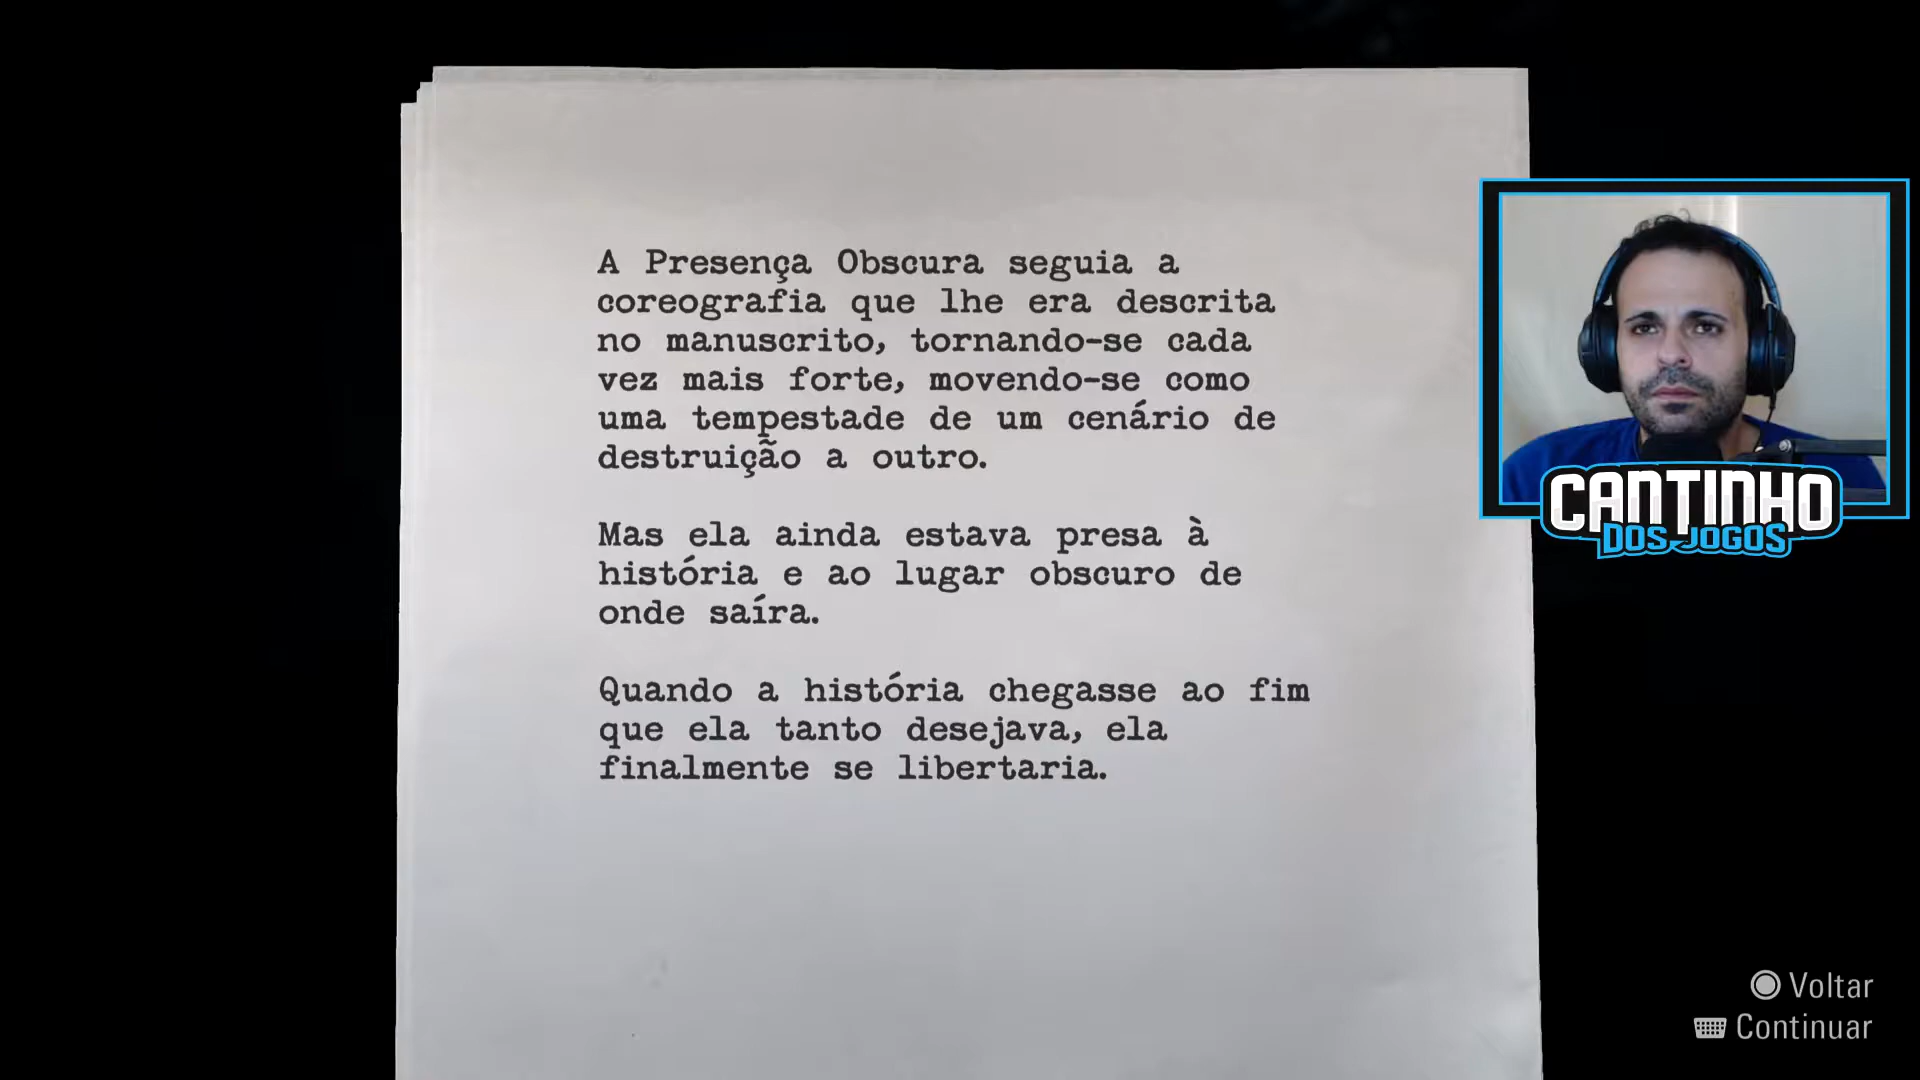 A Presença Obscura seguia a
coreografia que lhe era descrita
no manuscrito, tornando-se cada
vez mais forte, movendo-se como
uma tempestade de um cenário de
destruição a outro.
Mas ela ainda estava presa à
história e ao lugar obscuro de
onde saíra.
Quando a história chegasse ao fim
que ela tanto desejava, ela
finalmente se libertaria.
CANTINHO
DOS JOGOS
Voltar
Continuar